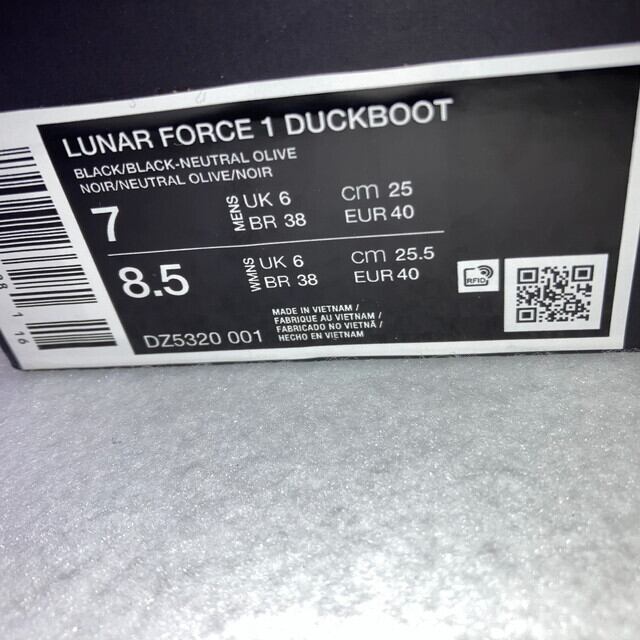 LUNAR FORCE 1 DUCKBOOT
BLACK/BLACK-NEUTRAL OLIVE
NOIR/NEUTRAL OLIVE/NOIR
7 MENS UK 6 cm 25
BR 38 EUR 40
8.5 WMNS UK 6 cm 25.5
BR 38 EUR 40
RFID
MADE IN VIETNAM /
FABRIQUE AU VIETNAM /
FABRICADO NO VIETNÃ /
HECHO EN VIETNAM
DZ5320 001